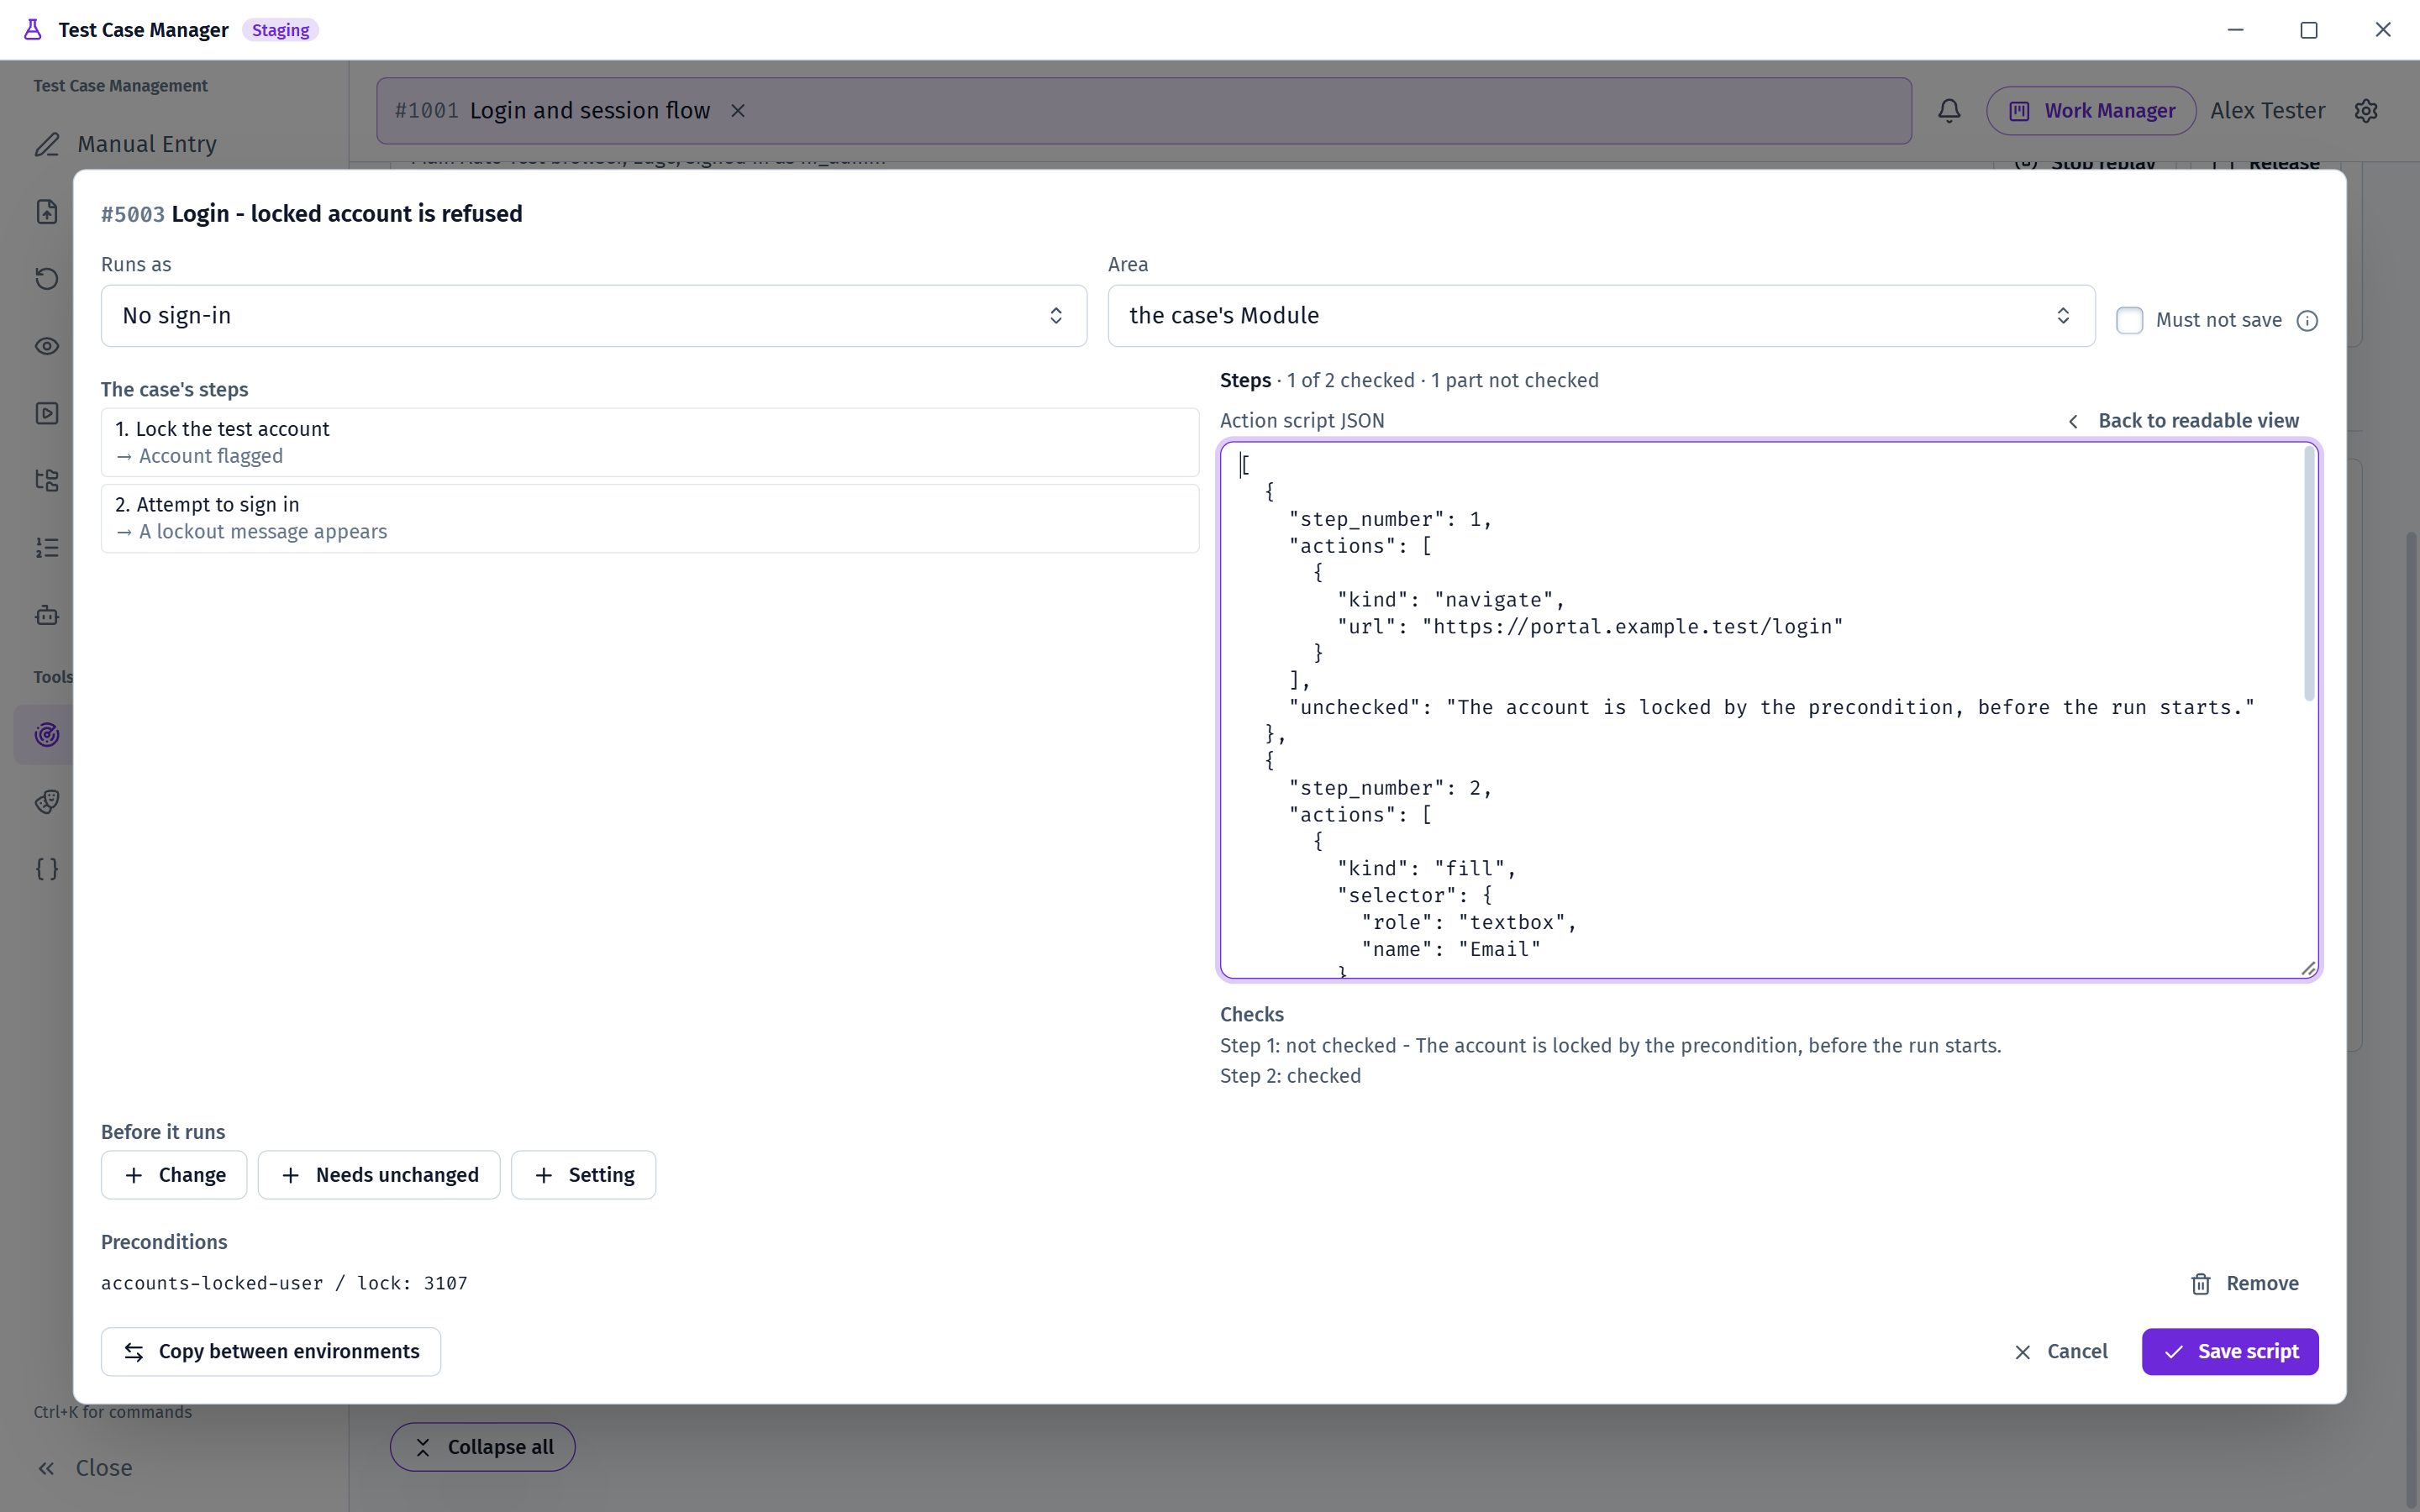 Test Case Manager Staging
Test Case Management
Manual Entry
#1001 Login and session flow
Work Manager
Alex Tester
Stop replay
Release
#5003 Login - locked account is refused
Runs as
No sign-in
Area
the case's Module
Must not save
The case's steps
1. Lock the test account
→ Account flagged
2. Attempt to sign in
→ A lockout message appears
Steps · 1 of 2 checked · 1 part not checked
Action script JSON
Back to readable view
[
  {
    "step_number": 1,
    "actions": [
      {
        "kind": "navigate",
        "url": "https://portal.example.test/login"
      }
    ],
    "unchecked": "The account is locked by the precondition, before the run starts."
  },
  {
    "step_number": 2,
    "actions": [
      {
        "kind": "fill",
        "selector": {
          "role": "textbox",
          "name": "Email"
        }
Checks
Step 1: not checked - The account is locked by the precondition, before the run starts.
Step 2: checked
Before it runs
Change
Needs unchanged
Setting
Preconditions
accounts-locked-user / lock: 3107
Remove
Copy between environments
Cancel
Save script
Tools
Ctrl+K for commands
Close
Collapse all